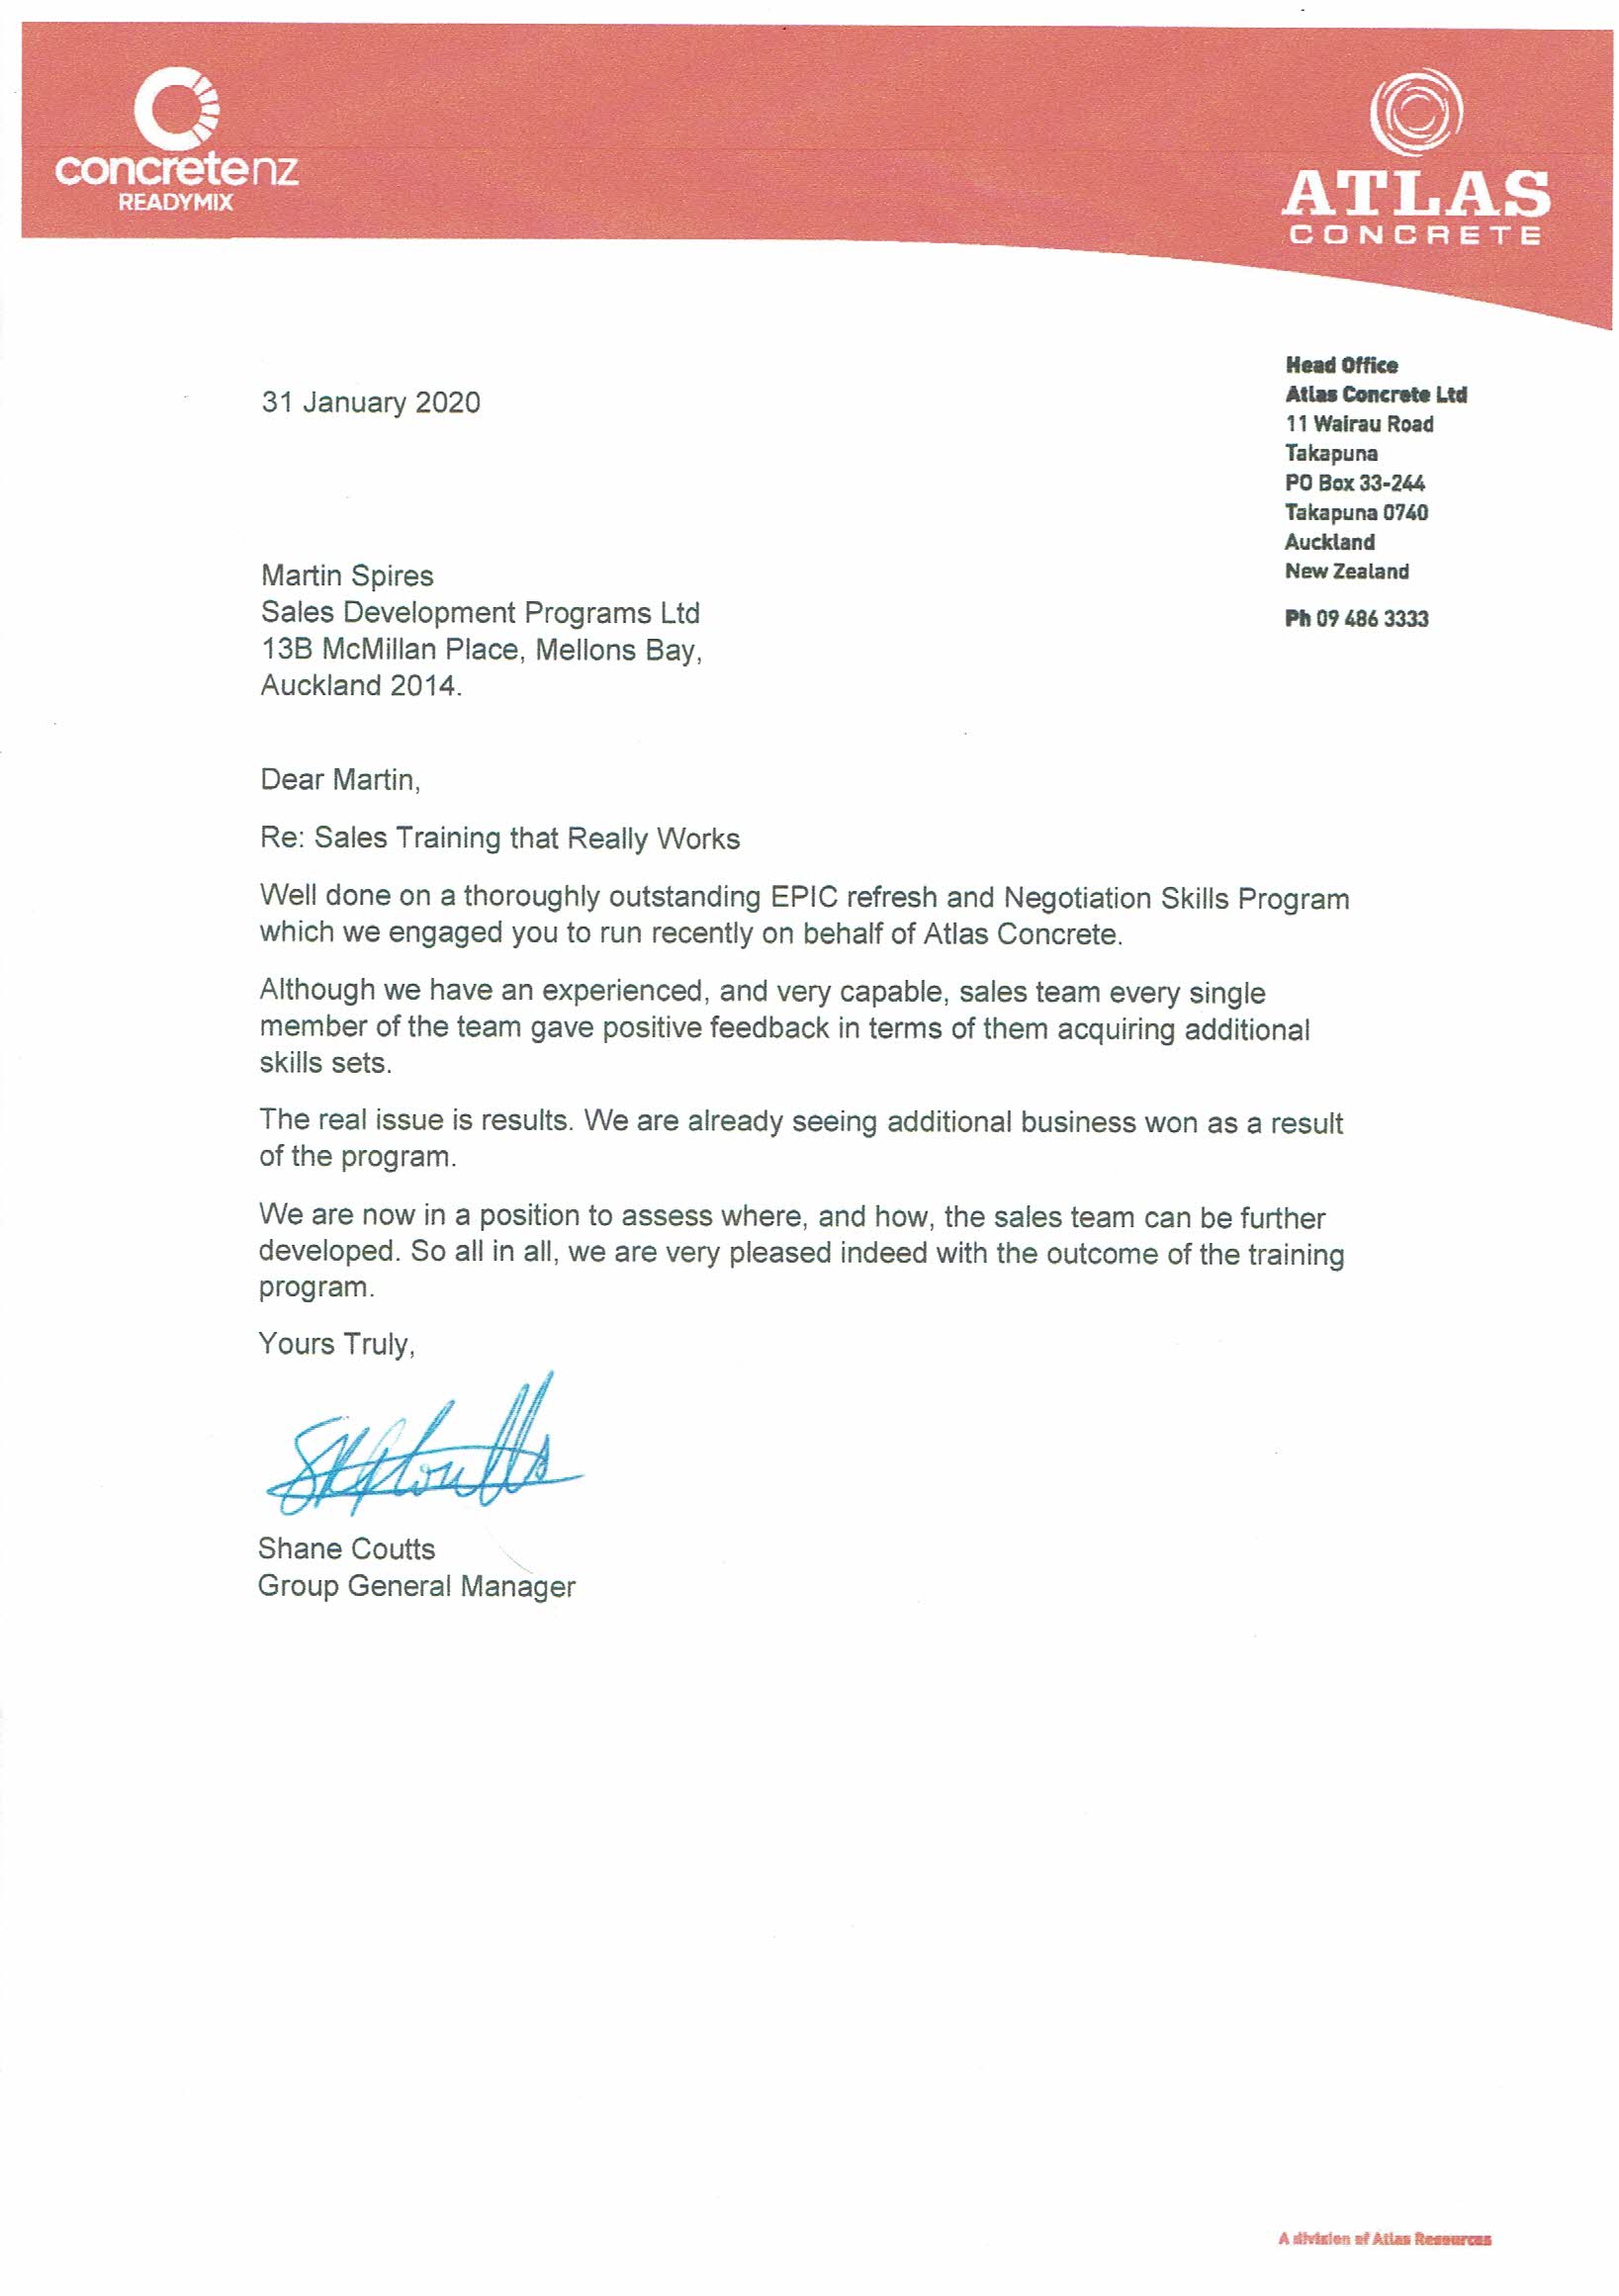 concretenz
READYMIX
ATLAS
CONCRETE
Head Office
Atlas Concrete Ltd
11 Wairau Road
Takapuna
PO Box 33-244
Takapuna 0740
Auckland
New Zealand
Ph 09 486 3333
31 January 2020
Martin Spires
Sales Development Programs Ltd
13B McMillan Place, Mellons Bay,
Auckland 2014.
Dear Martin,
Re: Sales Training that Really Works
Well done on a thoroughly outstanding EPIC refresh and Negotiation Skills Program
which we engaged you to run recently on behalf of Atlas Concrete.
Although we have an experienced, and very capable, sales team every single
member of the team gave positive feedback in terms of them acquiring additional
skills sets.
The real issue is results. We are already seeing additional business won as a result
of the program.
We are now in a position to assess where, and how, the sales team can be further
developed. So all in all, we are very pleased indeed with the outcome of the training
program.
Yours Truly,
Shane Coutts
Group General Manager
A division of Atlas Resources